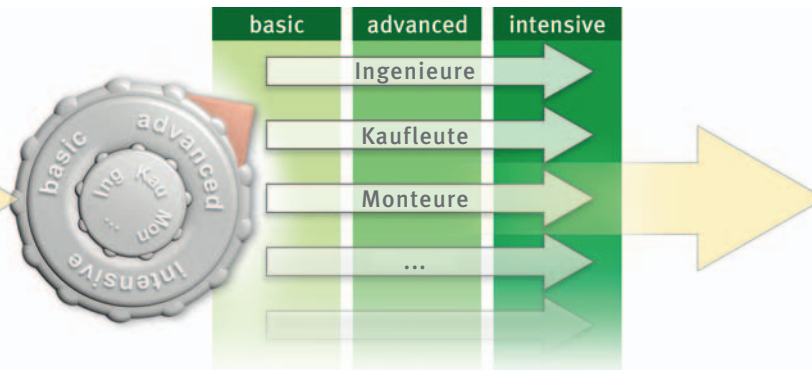 basic advanced intensive
Ingenieure
Kaufleute
Monteure
...
basic advanced intensive
Ing Kau Mon ...